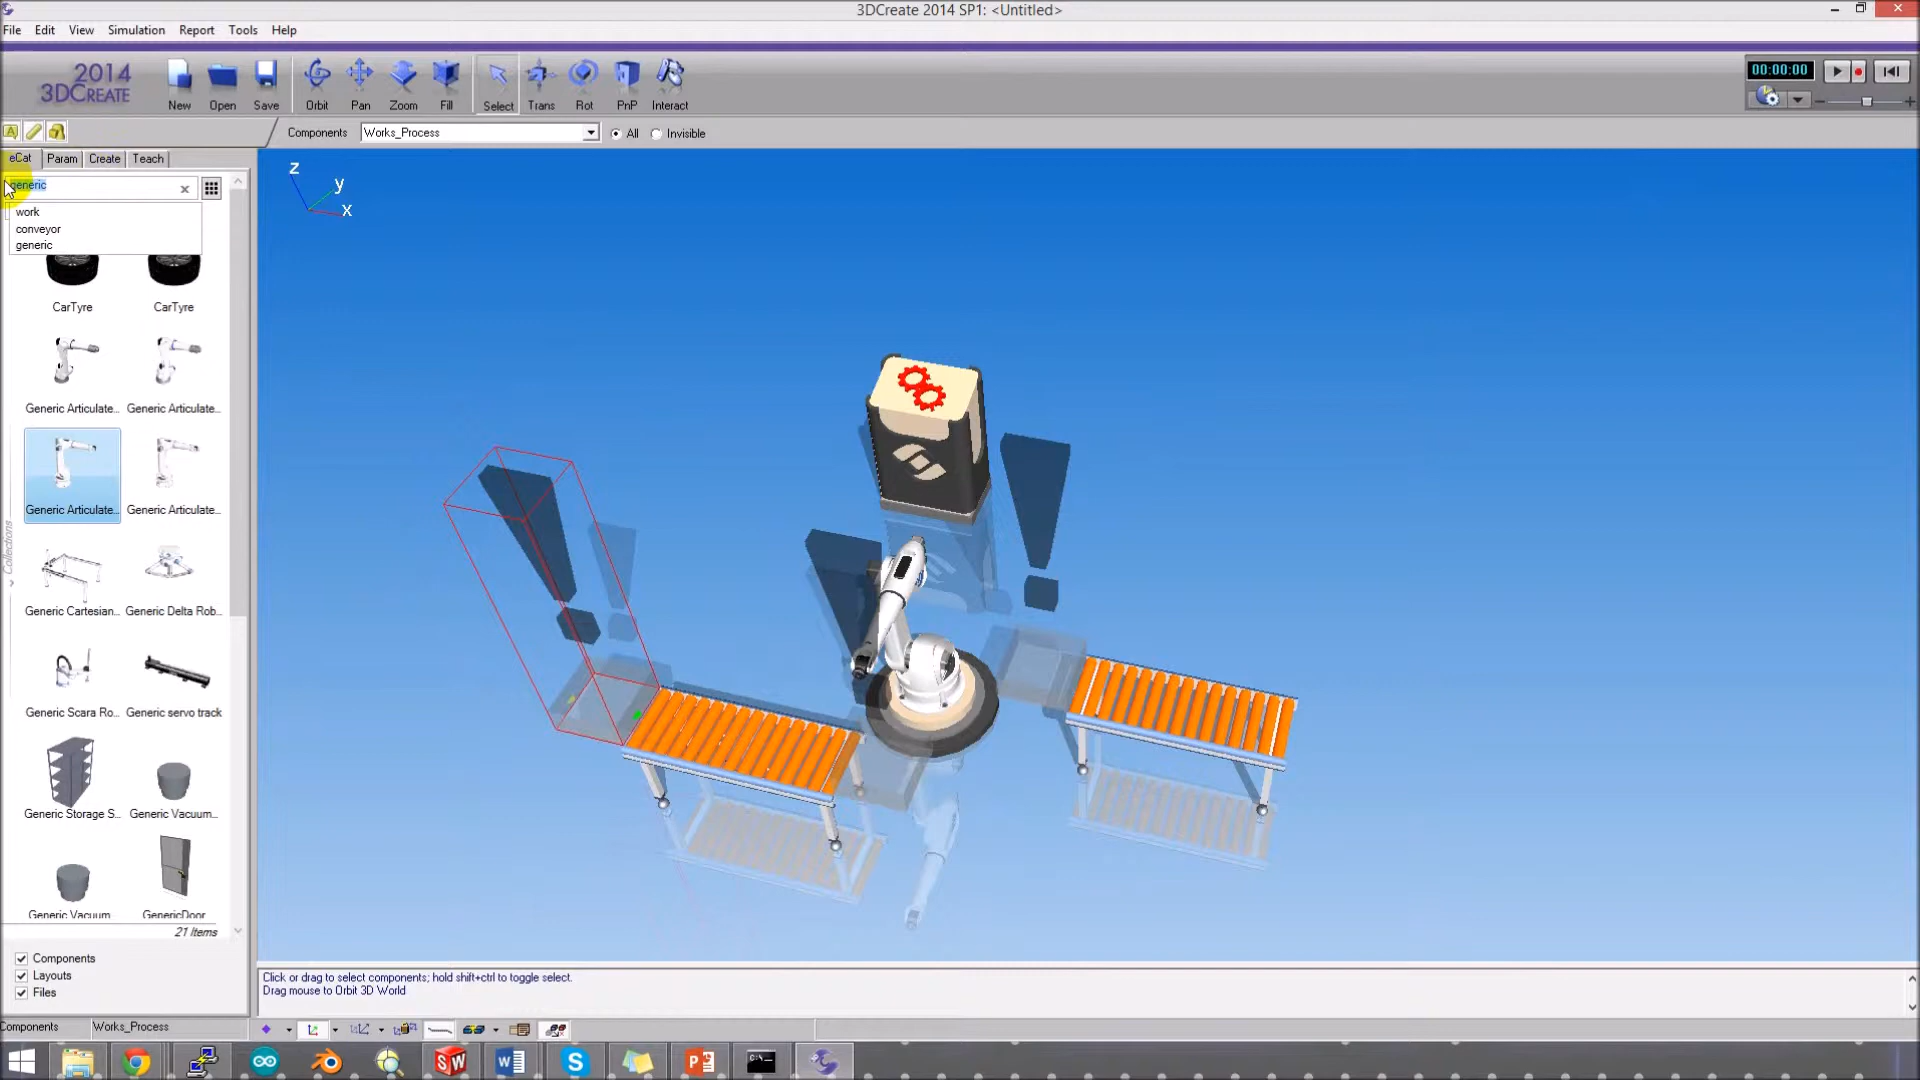 3DCreate 2014 SP1: <Untitled>
File Edit View Simulation Report Tools Help
2014
3DCREATE
New Open Save Orbit Pan Zoom Fill Select Trans Rot PnP Interact
00:00:00
Components Works_Process All Invisible
eCat Param Create Teach
generic
work
conveyor
generic
CarTyre CarTyre
Generic Articulate... Generic Articulate...
Generic Articulate... Generic Articulate...
Generic Cartesian... Generic Delta Rob...
Generic Scara Ro... Generic servo track
Generic Storage S... Generic Vacuum...
Generic Vacuum GenericDoor
21 Items
Collections
Components
Layouts
Files
z
y
x
Click or drag to select components; hold shift+ctrl to toggle select.
Drag mouse to Orbit 3D World
Components Works_Process